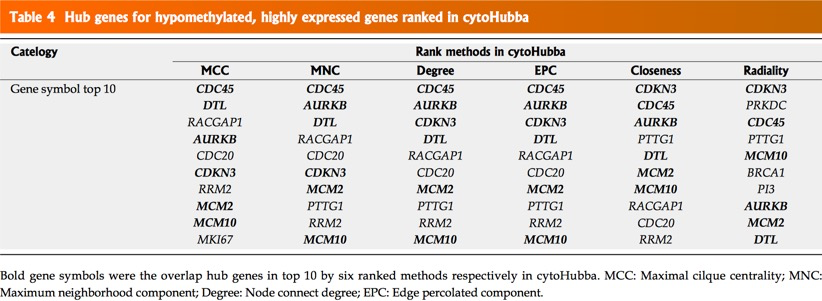 Table 4 Hub genes for hypomethylated, highly expressed genes ranked in cytoHubba
Catelogy Rank methods in cytoHubba
MCC MNC Degree EPC Closeness Radiality
Gene symbol top 10 CDC45 CDC45 CDC45 CDC45 CDKN3 CDKN3
DTL AURKB AURKB AURKB CDC45 PRKDC
RACGAP1 DTL CDKN3 CDKN3 AURKB CDC45
AURKB RACGAP1 DTL DTL PTTG1 PTTG1
CDC20 CDC20 RACGAP1 RACGAP1 DTL MCM10
CDKN3 CDKN3 CDC20 CDC20 MCM2 BRCA1
RRM2 MCM2 MCM2 MCM2 MCM10 PI3
MCM2 PTTG1 PTTG1 PTTG1 RACGAP1 AURKB
MCM10 RRM2 RRM2 RRM2 CDC20 MCM2
MKI67 MCM10 MCM10 MCM10 RRM2 DTL
Bold gene symbols were the overlap hub genes in top 10 by six ranked methods respectively in cytoHubba. MCC: Maximal cilque centrality; MNC:
Maximum neighborhood component; Degree: Node connect degree; EPC: Edge percolated component.